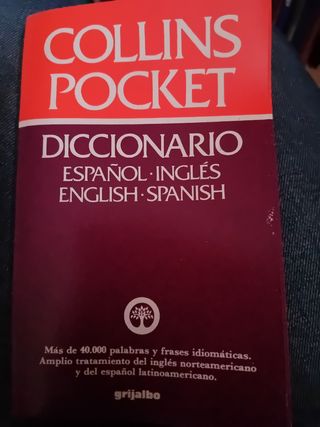 COLLINS
POCKET
DICCIONARIO
ESPAÑOL·INGLÉS
ENGLISH·SPANISH
Más de 40.000 palabras y frases idiomáticas.
Amplio tratamiento del inglés norteamericano
y del español latinoamericano.
grijalbo